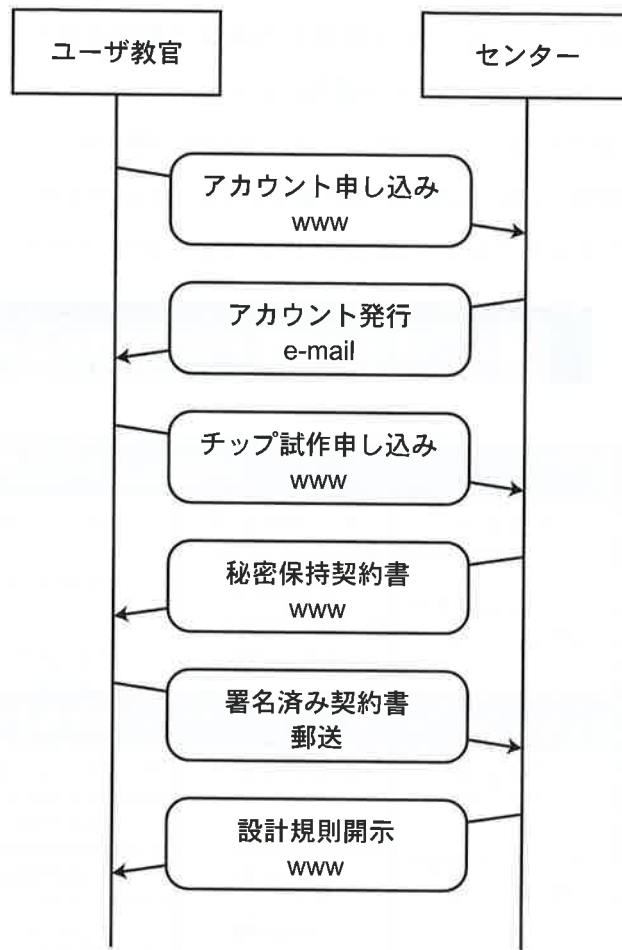 ユーザ教官
センター
アカウント申し込み
www
アカウント発行
e-mail
チップ試作申し込み
www
秘密保持契約書
www
署名済み契約書
郵送
設計規則開示
www